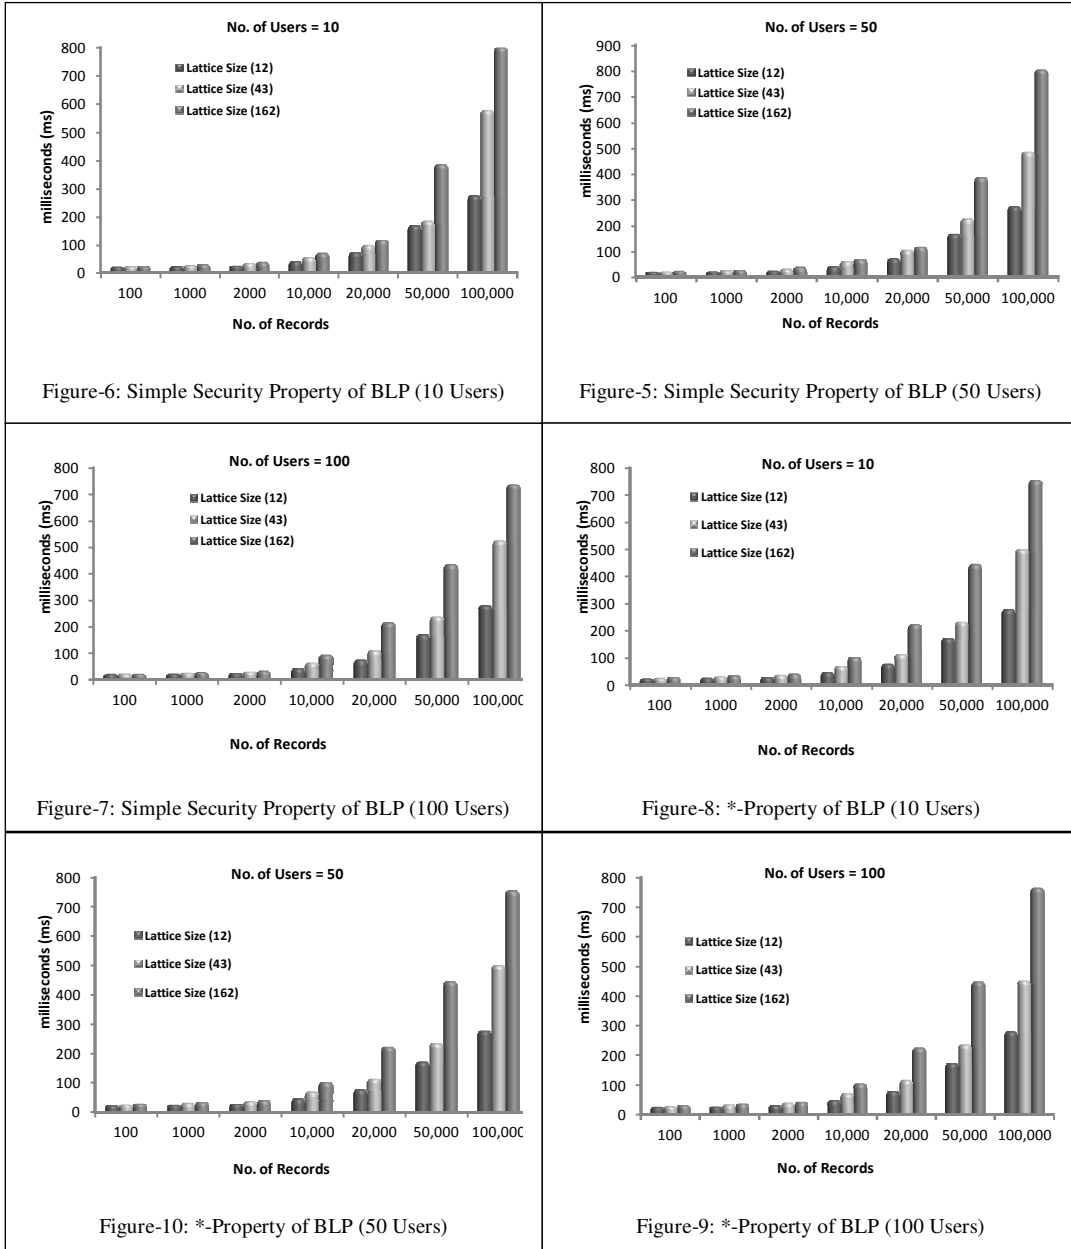 No. of Users = 10
800
700
600
500
400
300
200
100
0
milliseconds (ms)
Lattice Size (12)
Lattice Size (43)
Lattice Size (162)
100 1000 2000 10,000 20,000 50,000 100,000
No. of Records
Figure-6: Simple Security Property of BLP (10 Users)
No. of Users = 50
900
800
700
600
500
400
300
200
100
0
milliseconds (ms)
Lattice Size (12)
Lattice Size (43)
Lattice Size (162)
100 1000 2000 10,000 20,000 50,000 100,000
No. of Records
Figure-5: Simple Security Property of BLP (50 Users)
No. of Users = 100
800
700
600
500
400
300
200
100
0
milliseconds (ms)
Lattice Size (12)
Lattice Size (43)
Lattice Size (162)
100 1000 2000 10,000 20,000 50,000 100,000
No. of Records
Figure-7: Simple Security Property of BLP (100 Users)
No. of Users = 10
800
700
600
500
400
300
200
100
0
milliseconds (ms)
Lattice Size (12)
Lattice Size (43)
Lattice Size (162)
100 1000 2000 10,000 20,000 50,000 100,000
No. of Records
Figure-8: *-Property of BLP (10 Users)
No. of Users = 50
800
700
600
500
400
300
200
100
0
milliseconds (ms)
Lattice Size (12)
Lattice Size (43)
Lattice Size (162)
100 1000 2000 10,000 20,000 50,000 100,000
No. of Records
Figure-10: *-Property of BLP (50 Users)
No. of Users = 100
800
700
600
500
400
300
200
100
0
milliseconds (ms)
Lattice Size (12)
Lattice Size (43)
Lattice Size (162)
100 1000 2000 10,000 20,000 50,000 100,000
No. of Records
Figure-9: *-Property of BLP (100 Users)